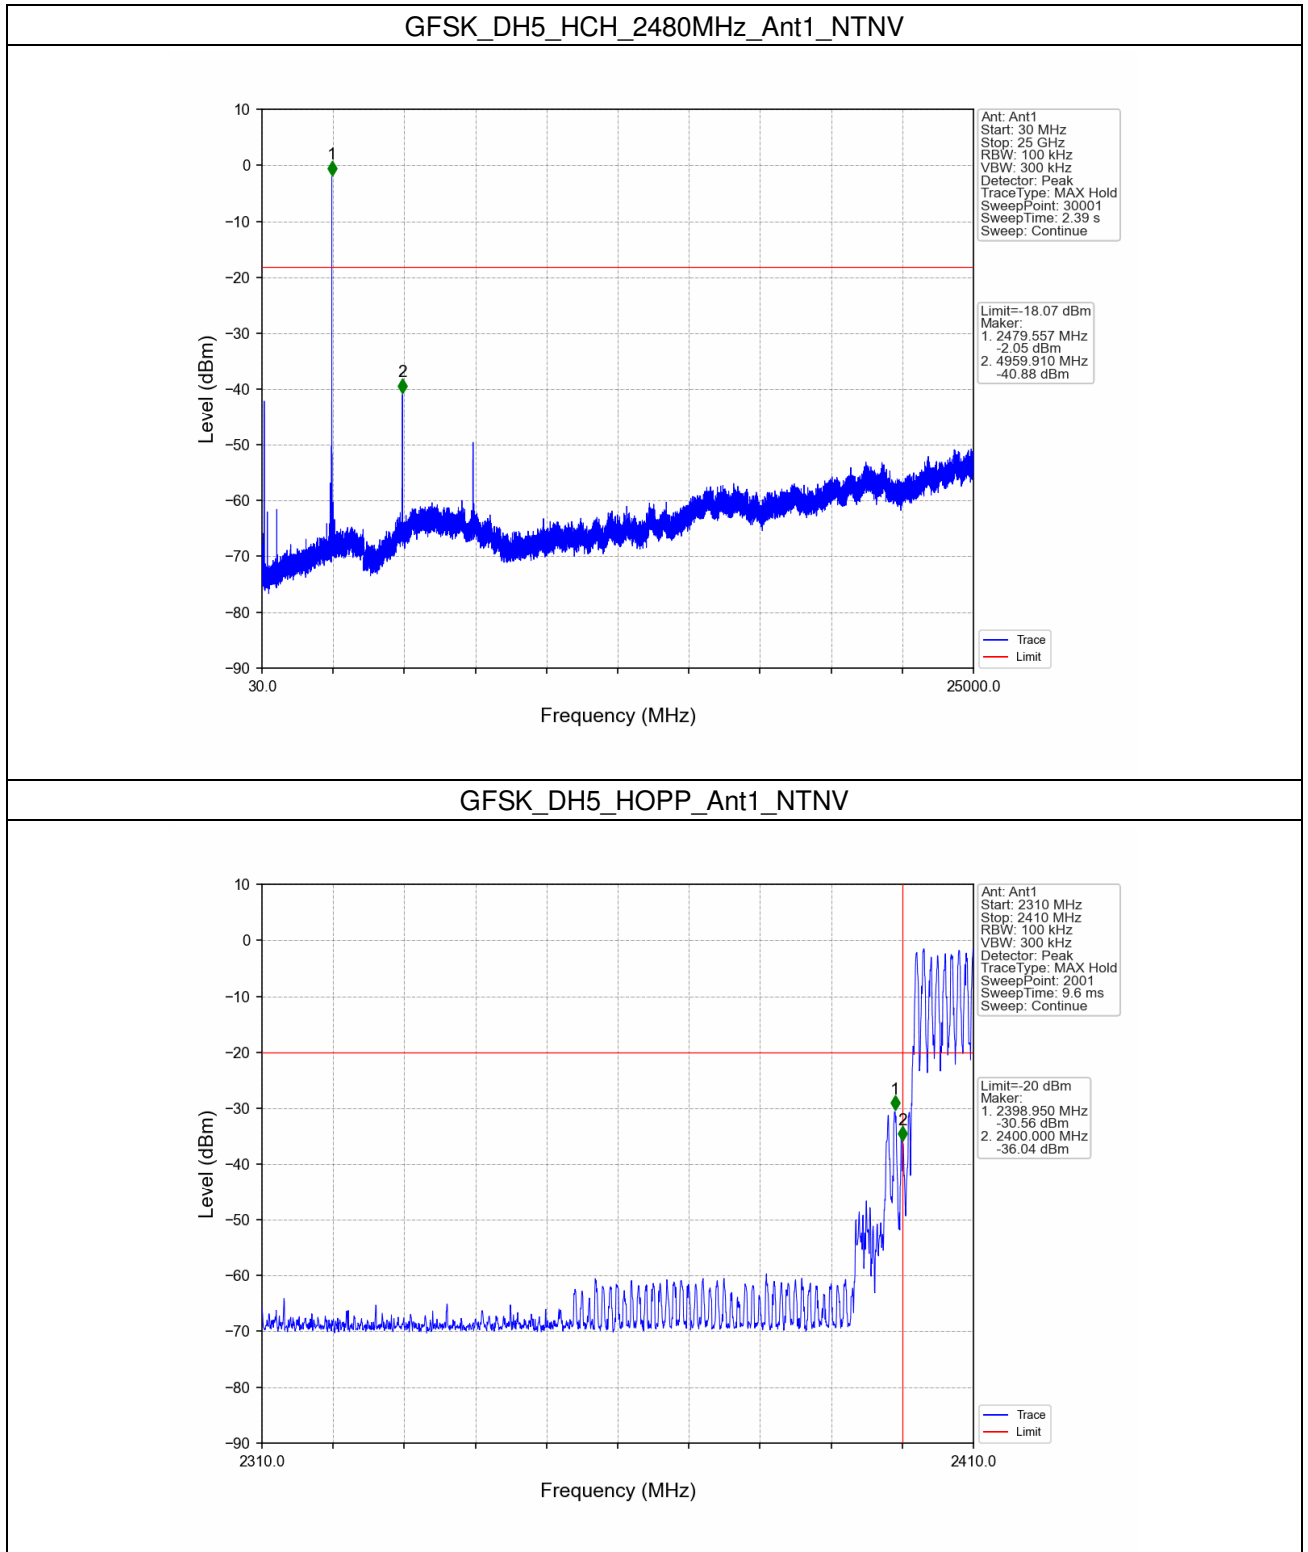 GFSK_DH5_HCH_2480MHz_Ant1_NTNV
10
0
−10
−20
−30
−40
−50
−60
−70
−80
−90
Level (dBm)
1
2
30.0
25000.0
Frequency (MHz)
Ant: Ant1
Start: 30 MHz
Stop: 25 GHz
RBW: 100 kHz
VBW: 300 kHz
Detector: Peak
TraceType: MAX Hold
SweepPoint: 30001
SweepTime: 2.39 s
Sweep: Continue
Limit=-18.07 dBm
Maker:
1. 2479.557 MHz
-2.05 dBm
2. 4959.910 MHz
-40.88 dBm
Trace
Limit
GFSK_DH5_HOPP_Ant1_NTNV
10
0
−10
−20
−30
−40
−50
−60
−70
−80
−90
Level (dBm)
1
2
2310.0
2410.0
Frequency (MHz)
Ant: Ant1
Start: 2310 MHz
Stop: 2410 MHz
RBW: 100 kHz
VBW: 300 kHz
Detector: Peak
TraceType: MAX Hold
SweepPoint: 2001
SweepTime: 9.6 ms
Sweep: Continue
Limit=-20 dBm
Maker:
1. 2398.950 MHz
-30.56 dBm
2. 2400.000 MHz
-36.04 dBm
Trace
Limit